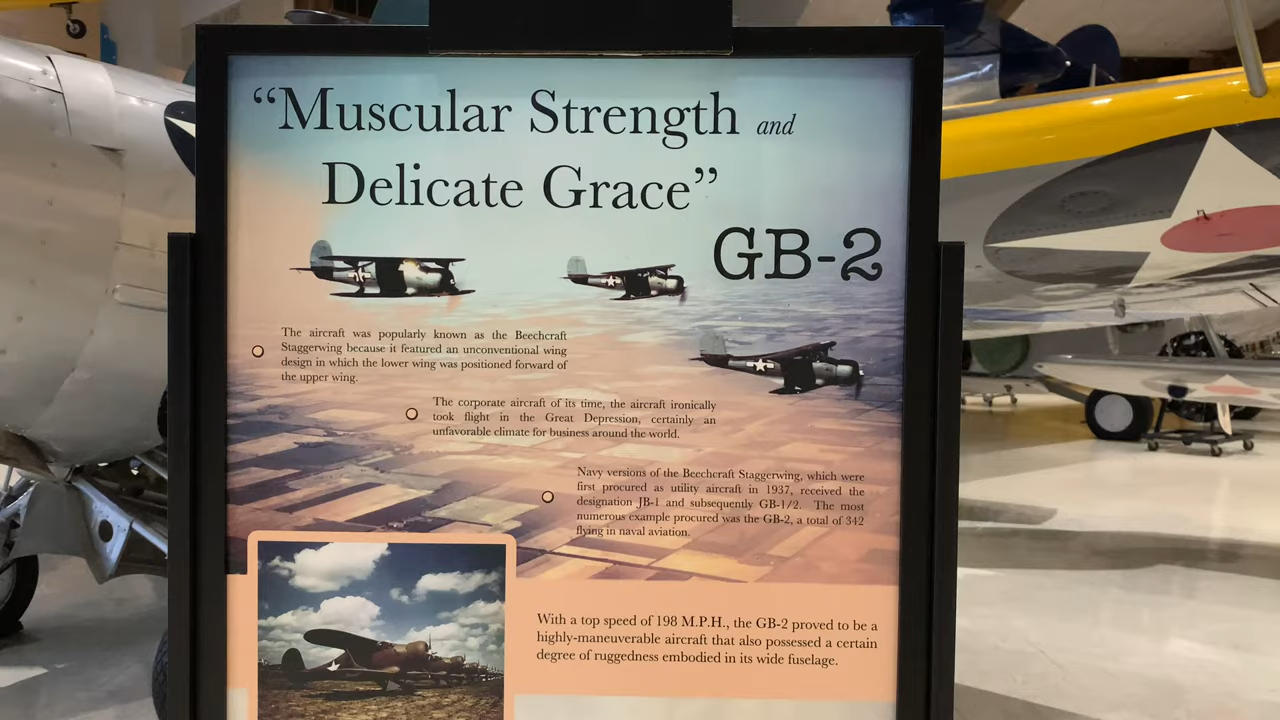 “Muscular Strength and
Delicate Grace”
GB-2
The aircraft was popularly known as the Beechcraft
Staggerwing because it featured an unconventional wing
design in which the lower wing was positioned forward of
the upper wing.
The corporate aircraft of its time, the aircraft ironically
took flight in the Great Depression, certainly an
unfavorable climate for business around the world.
Navy versions of the Beechcraft Staggerwing, which were
first procured as utility aircraft in 1937, received the
designation JB-1 and subsequently GB-1/2. The most
numerous example procured was the GB-2, a total of 342
flying in naval aviation.
With a top speed of 198 M.P.H., the GB-2 proved to be a
highly-maneuverable aircraft that also possessed a certain
degree of ruggedness embodied in its wide fuselage.